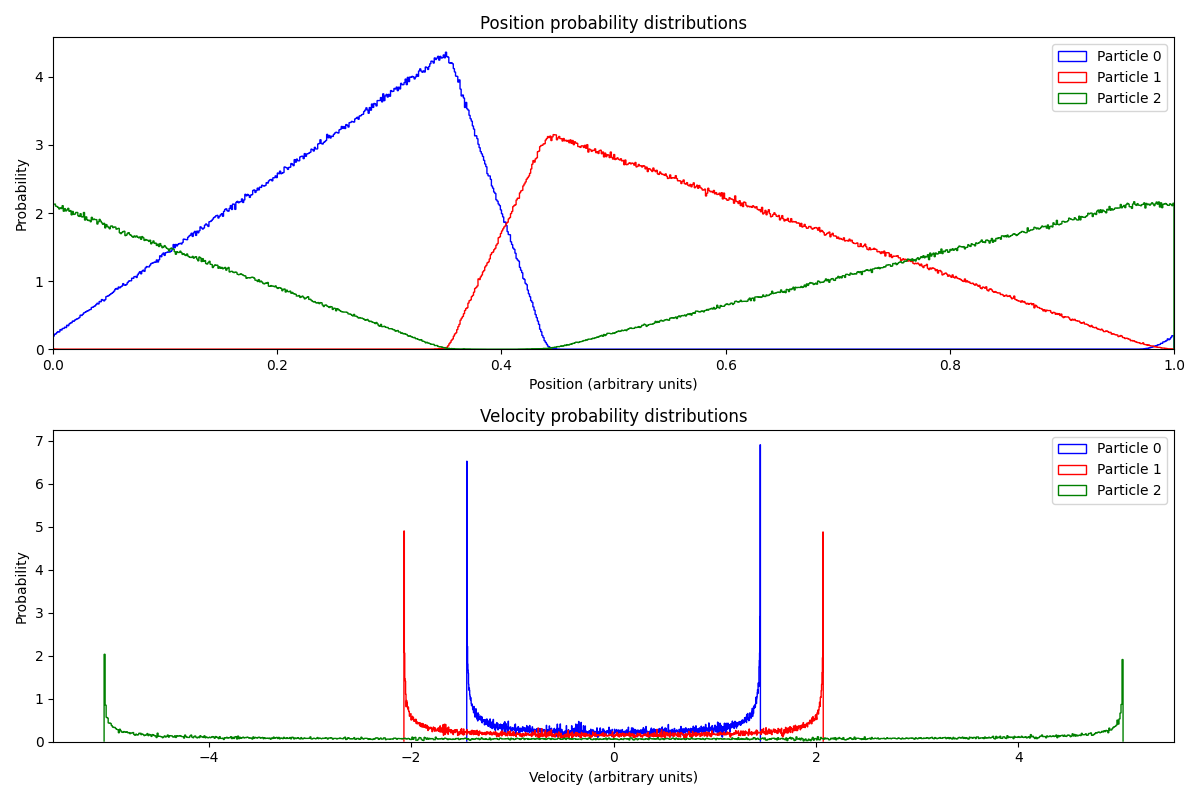 Position probability distributions
Probability
4
3
2
1
0
Particle 0
Particle 1
Particle 2
0.0 0.2 0.4 0.6 0.8 1.0
Position (arbitrary units)
Velocity probability distributions
Probability
7
6
5
4
3
2
1
0
Particle 0
Particle 1
Particle 2
−4 −2 0 2 4
Velocity (arbitrary units)